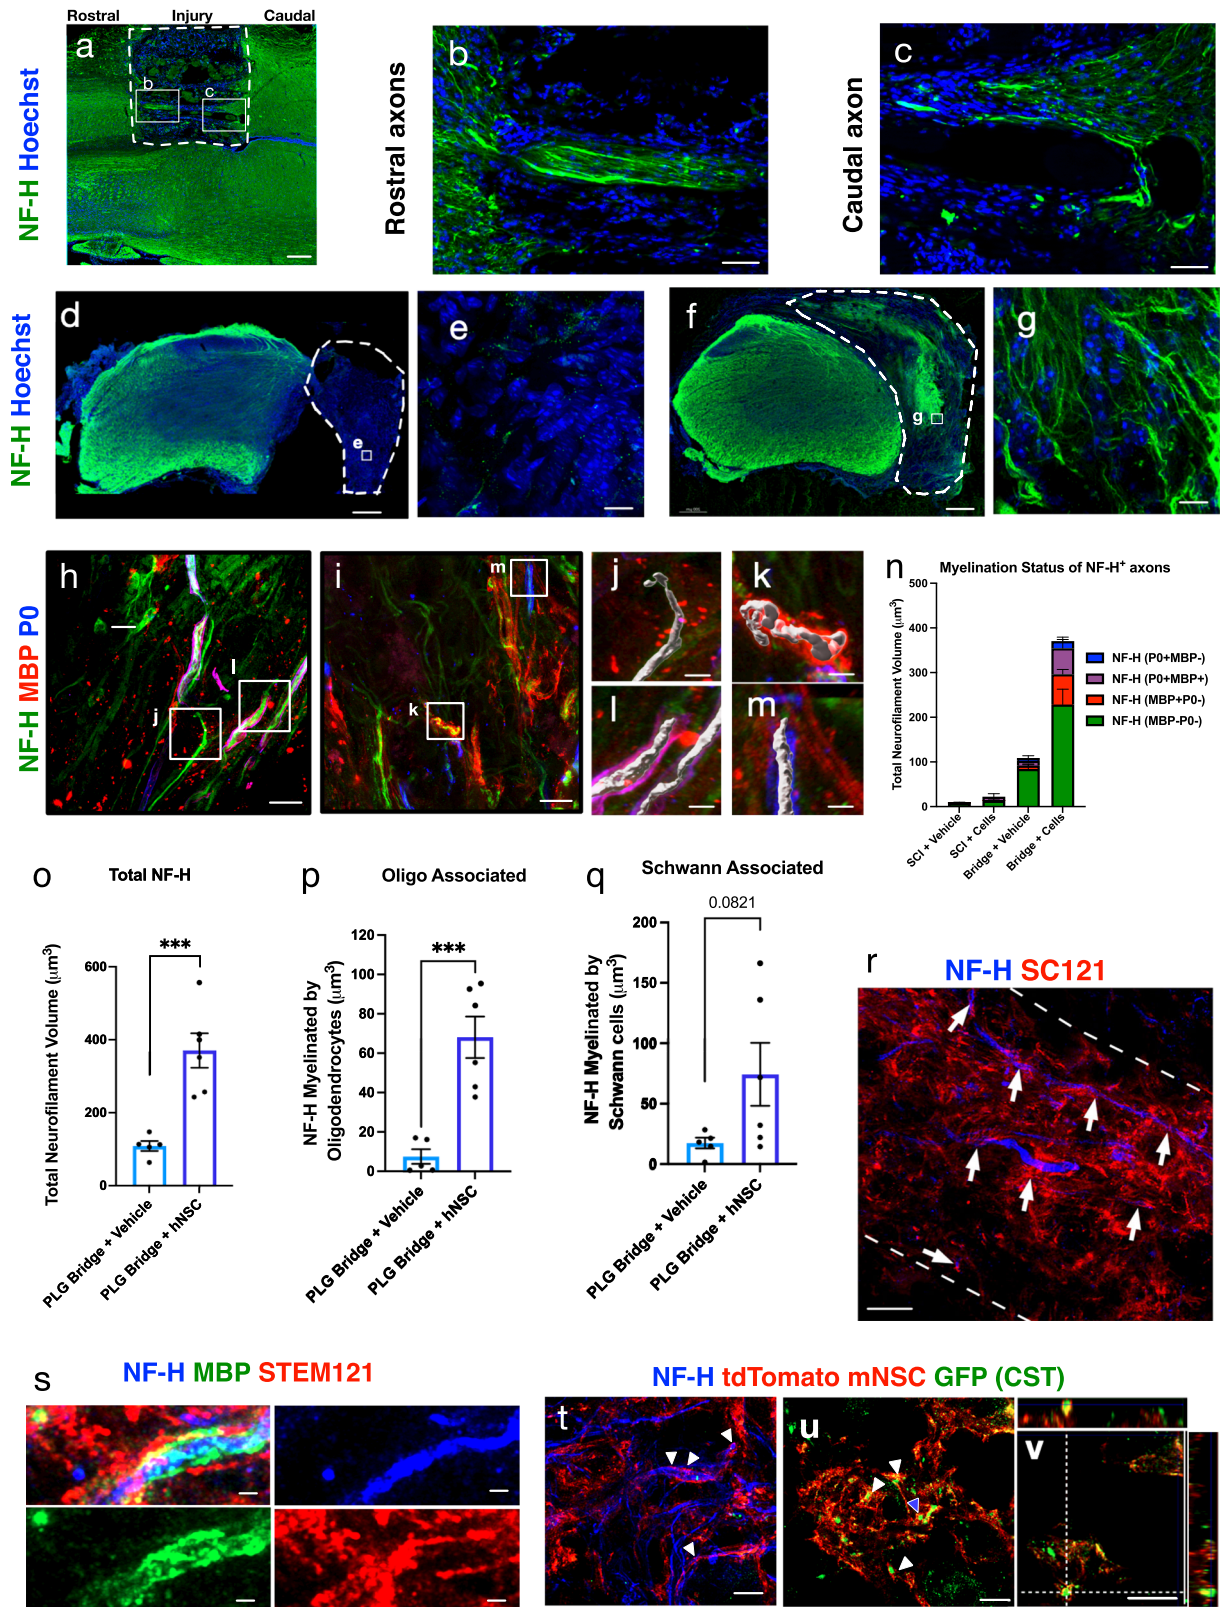 Rostral Injury Caudal
a
b
c
NF-H Hoechst
Rostral axons
b
Caudal axon
c
NF-H Hoechst
d
e
e
f
g
g
NF-H MBP P0
h
j
l
i
m
k
j
k
l
m
n
Myelination Status of NF-H+ axons
Total Neurofilament Volume (μm3)
500
400
300
200
100
0
SCI + Vehicle
SCI + Cells
Bridge + Vehicle
Bridge + Cells
NF-H (P0+MBP-)
NF-H (P0+MBP+)
NF-H (MBP+P0-)
NF-H (MBP-P0-)
o
Total NF-H
Total Neurofilament Volume (μm3)
600
400
200
0
***
PLG Bridge + Vehicle
PLG Bridge + hNSC
p
Oligo Associated
NF-H Myelinated by
Oligodendrocytes (μm3)
120
100
80
60
40
20
0
***
PLG Bridge + Vehicle
PLG Bridge + hNSC
q
Schwann Associated
0.0821
NF-H Myelinated by
Schwann cells (μm3)
200
150
100
50
0
PLG Bridge + Vehicle
PLG Bridge + hNSC
r
NF-H SC121
s
NF-H MBP STEM121
NF-H tdTomato mNSC GFP (CST)
t
u
v